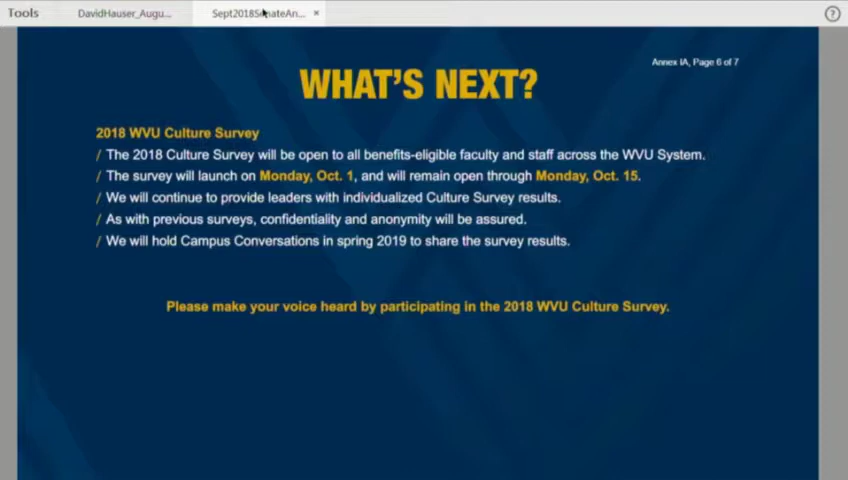 Tools
DavidHauser_Augu...
Sept2018SenateAn...
×
?
Annex IA, Page 6 of 7
WHAT'S NEXT?
2018 WVU Culture Survey
/ The 2018 Culture Survey will be open to all benefits-eligible faculty and staff across the WVU System.
/ The survey will launch on Monday, Oct. 1, and will remain open through Monday, Oct. 15.
/ We will continue to provide leaders with individualized Culture Survey results.
/ As with previous surveys, confidentiality and anonymity will be assured.
/ We will hold Campus Conversations in spring 2019 to share the survey results.
Please make your voice heard by participating in the 2018 WVU Culture Survey.